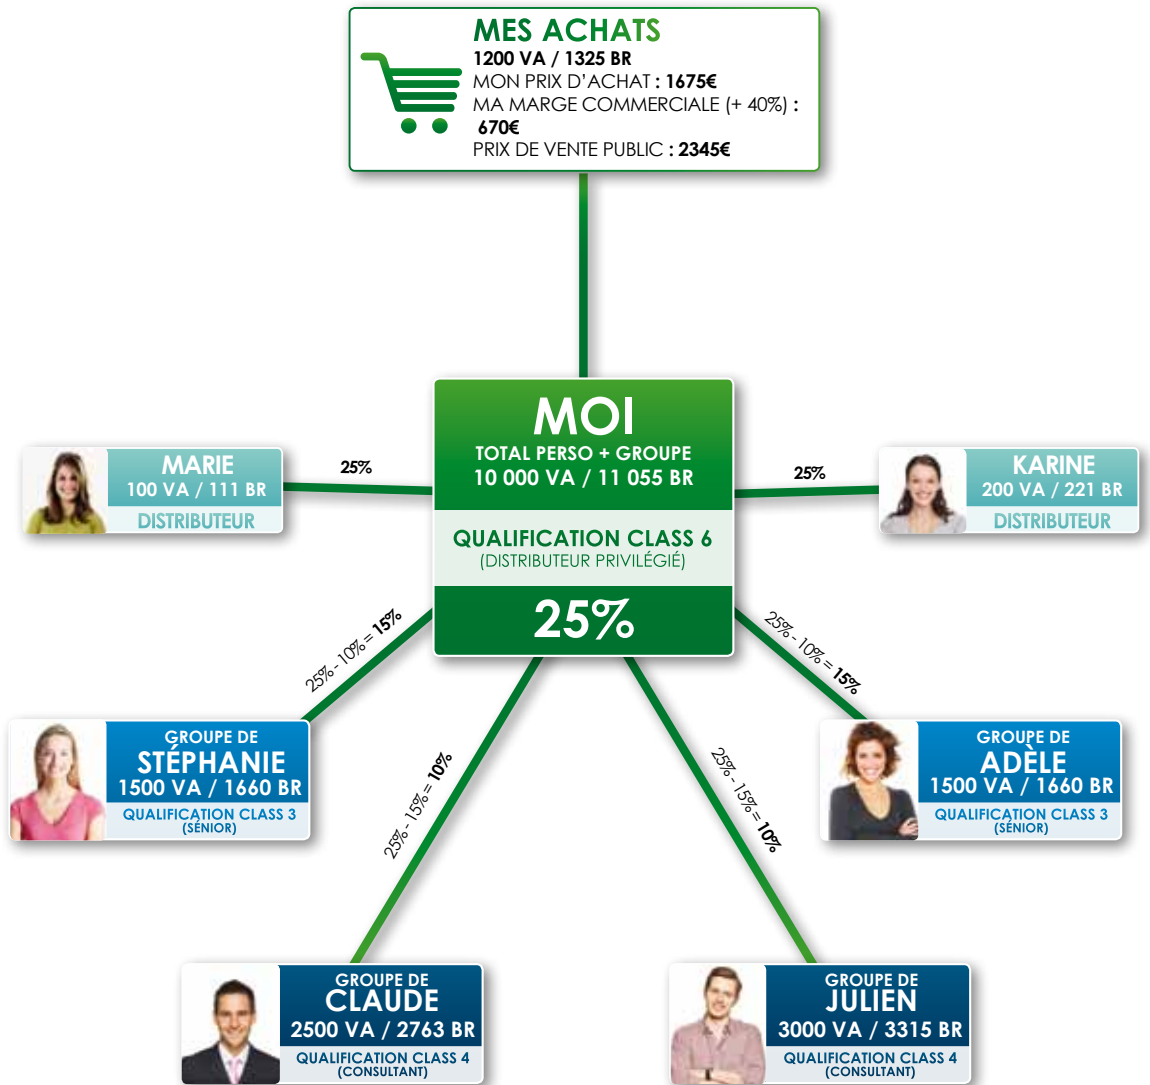 MES ACHATS
1200 VA / 1325 BR
MON PRIX D’ACHAT : 1675€
MA MARGE COMMERCIALE (+ 40%) :
670€
PRIX DE VENTE PUBLIC : 2345€
MOI
TOTAL PERSO + GROUPE
10 000 VA / 11 055 BR
QUALIFICATION CLASS 6
(DISTRIBUTEUR PRIVILÉGIÉ)
25%
MARIE
100 VA / 111 BR
DISTRIBUTEUR
25%
25%
KARINE
200 VA / 221 BR
DISTRIBUTEUR
25% - 10% = 15%
25% - 10% = 15%
GROUPE DE
STÉPHANIE
1500 VA / 1660 BR
QUALIFICATION CLASS 3
(SÉNIOR)
25% - 15% = 10%
25% - 15% = 10%
GROUPE DE
ADÈLE
1500 VA / 1660 BR
QUALIFICATION CLASS 3
(SÉNIOR)
GROUPE DE
CLAUDE
2500 VA / 2763 BR
QUALIFICATION CLASS 4
(CONSULTANT)
GROUPE DE
JULIEN
3000 VA / 3315 BR
QUALIFICATION CLASS 4
(CONSULTANT)